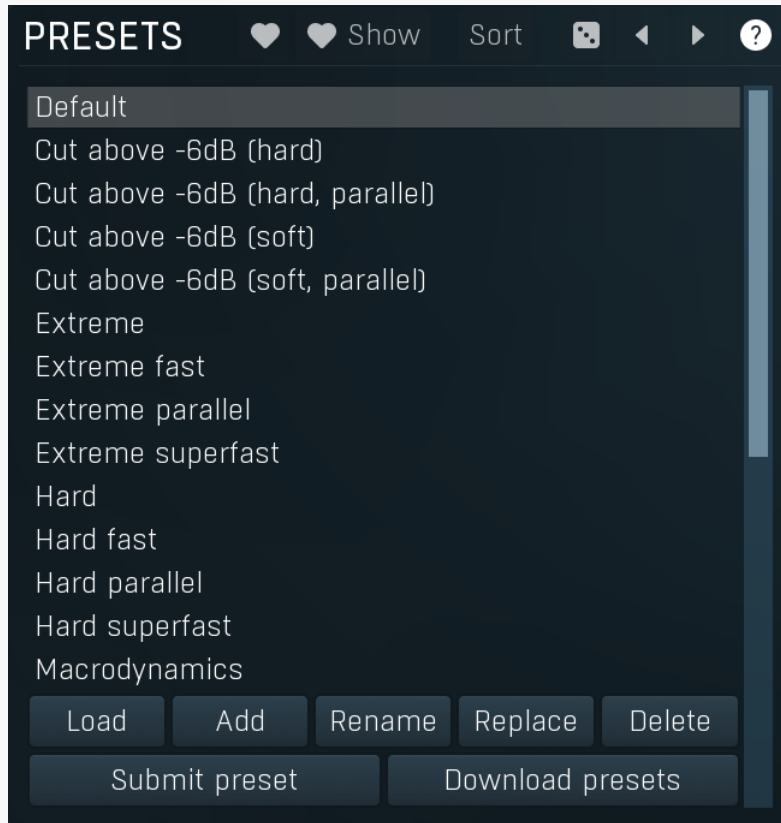 PRESETS Show Sort ?
Default
Cut above -6dB (hard)
Cut above -6dB (hard, parallel)
Cut above -6dB (soft)
Cut above -6dB (soft, parallel)
Extreme
Extreme fast
Extreme parallel
Extreme superfast
Hard
Hard fast
Hard parallel
Hard superfast
Macrodynamics
Load Add Rename Replace Delete
Submit preset Download presets